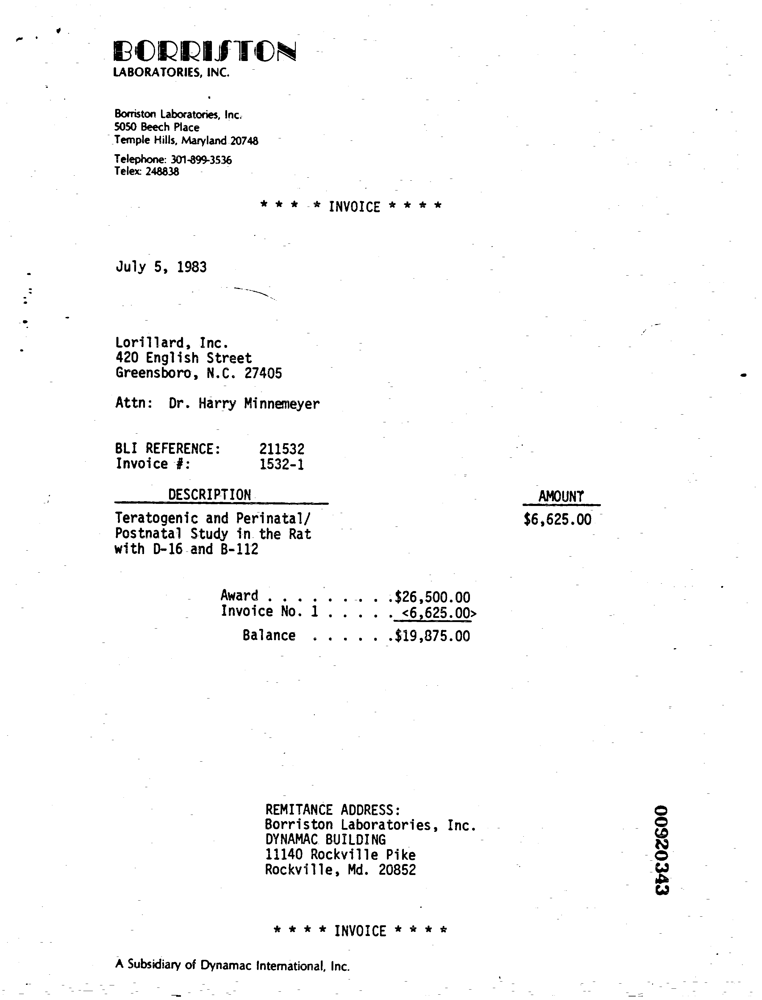 BORRISTON
LABORATORIES, INC.
Borriston Laboratories, Inc.
5050 Beech Place
Temple Hills, Maryland 20748
Telephone: 301-899-3536
Telex: 248838
* * * * INVOICE * * * *
July 5, 1983
Lorillard, Inc.
420 English Street
Greensboro, N.C. 27405
Attn: Dr. Harry Minnemeyer
BLI REFERENCE: 211532
Invoice #: 1532-1
DESCRIPTION AMOUNT
Teratogenic and Perinatal/ $6,625.00
Postnatal Study in the Rat
with D-16 and B-112
Award . . . . . . . . .$26,500.00
Invoice No. 1 . . . . . <6,625.00>
Balance . . . . . .$19,875.00
REMITANCE ADDRESS:
Borriston Laboratories, Inc.
DYNAMAC BUILDING
11140 Rockville Pike
Rockville, Md. 20852
00920343
* * * * INVOICE * * * *
A Subsidiary of Dynamac International, Inc.